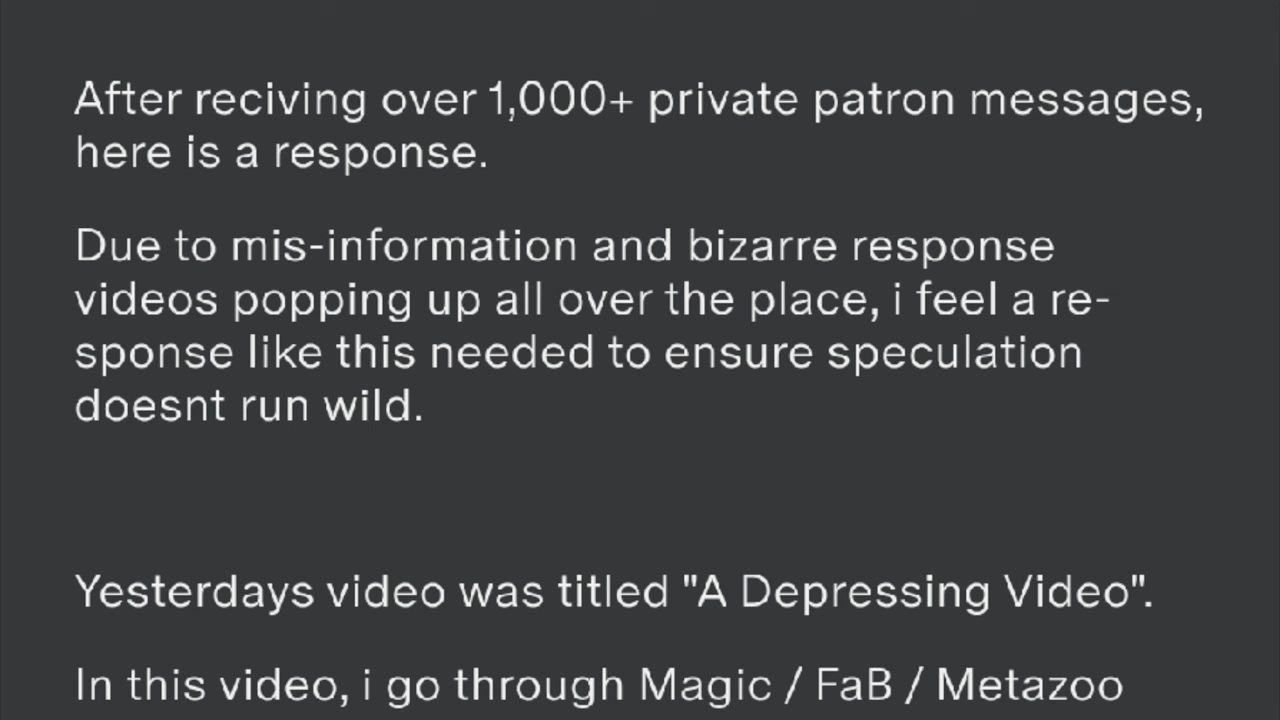 After reciving over 1,000+ private patron messages,
here is a response.
Due to mis-information and bizarre response
videos popping up all over the place, i feel a re-
sponse like this needed to ensure speculation
doesnt run wild.
Yesterdays video was titled "A Depressing Video".
In this video, i go through Magic / FaB / Metazoo